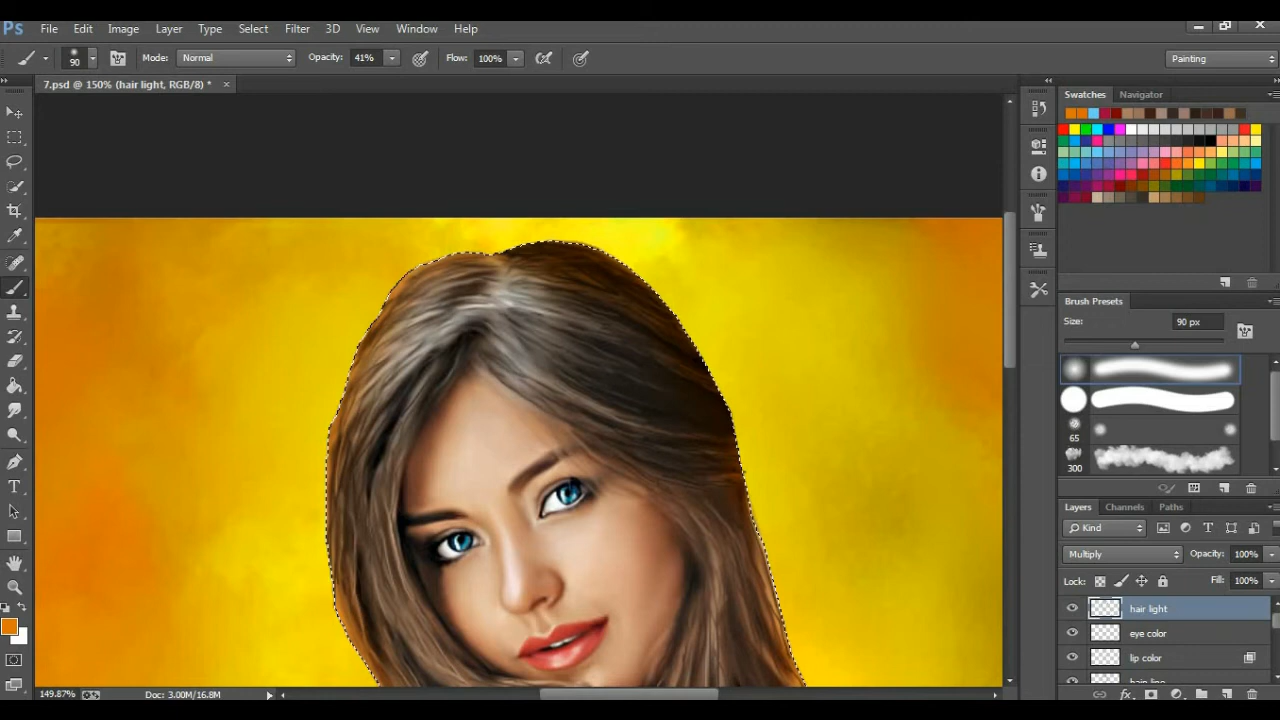 Ps File Edit Image Layer Type Select Filter 3D View Window Help
90 Mode: Normal Opacity: 41% Flow: 100% Painting
7.psd @ 150% (hair light, RGB/8) * ×
Swatches Navigator
Brush Presets
Size: 90 px
65
300
Layers Channels Paths
Kind
Multiply Opacity: 100%
Lock: Fill: 100%
hair light
eye color
lip color
hair line
149.87% Doc: 3.00M/16.8M